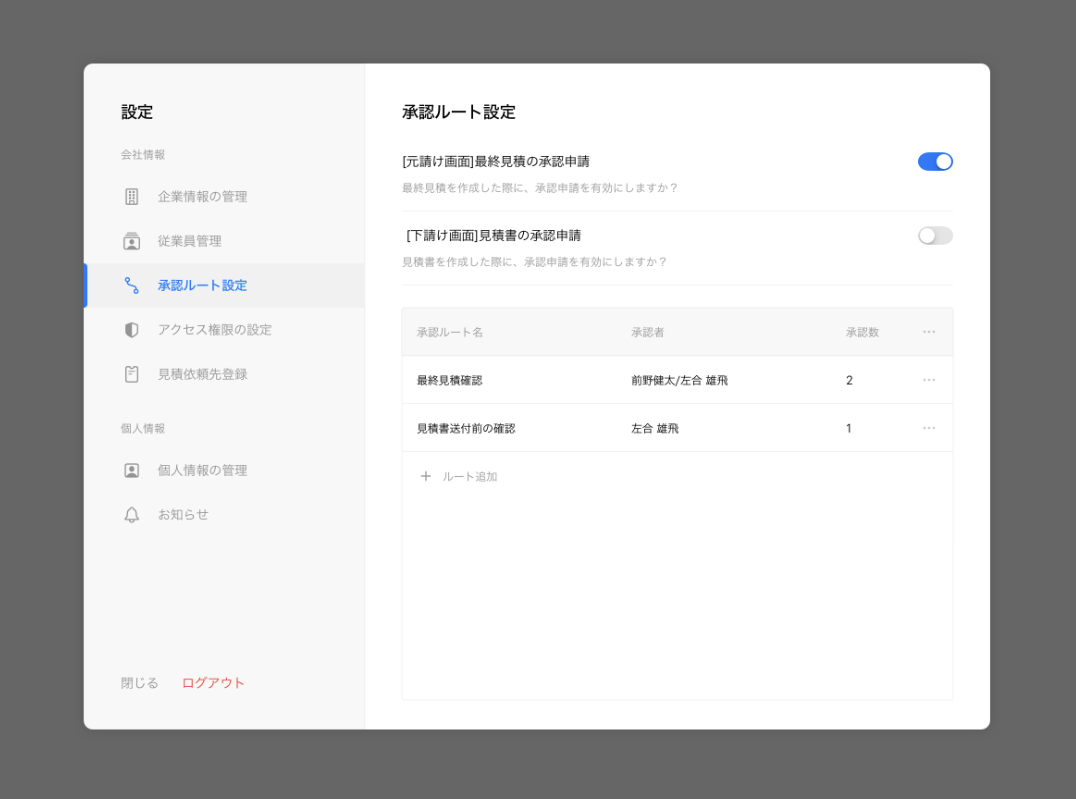 設定
会社情報
企業情報の管理
従業員管理
承認ルート設定
アクセス権限の設定
見積依頼先登録
個人情報
個人情報の管理
お知らせ
閉じる ログアウト
承認ルート設定
[元請け画面]最終見積の承認申請
最終見積を作成した際に、承認申請を有効にしますか？
[下請け画面]見積書の承認申請
見積書を作成した際に、承認申請を有効にしますか？
承認ルート名 承認者 承認数 …
最終見積確認 前野健太/左合 雄飛 2 …
見積書送付前の確認 左合 雄飛 1 …
＋ ルート追加